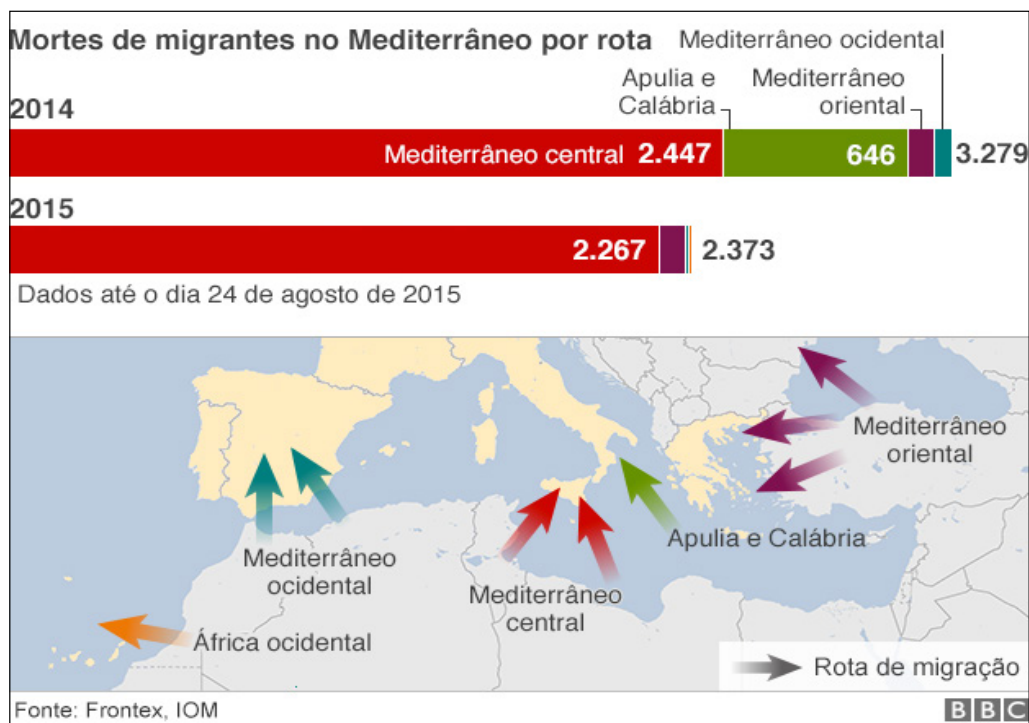 Mortes de migrantes no Mediterrâneo por rota
Mediterrâneo ocidental
Apulia e
Calábria
Mediterrâneo
oriental
2014
Mediterrâneo central 2.447
646
3.279
2015
2.267
2.373
Dados até o dia 24 de agosto de 2015
Mediterrâneo
oriental
Apulia e Calábria
Mediterrâneo
ocidental
Mediterrâneo
central
África ocidental
Rota de migração
Fonte: Frontex, IOM
BBC